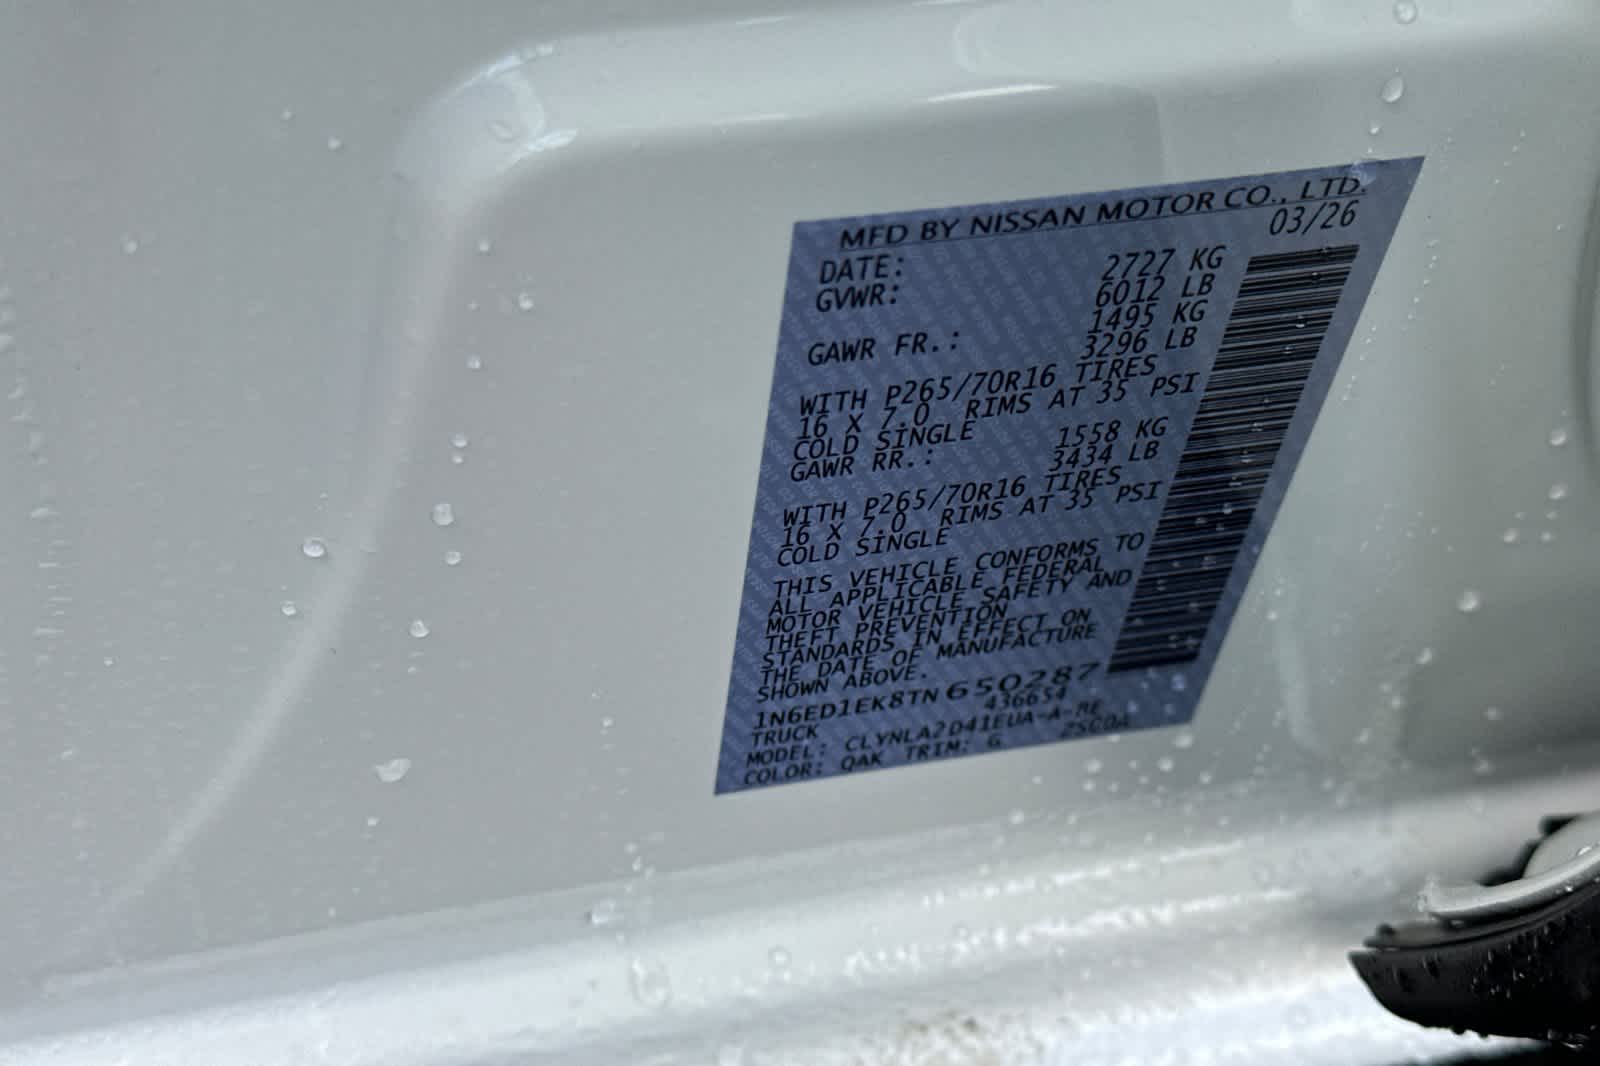 MFD BY NISSAN MOTOR CO., LTD.
DATE: 03/26
GVWR: 2727 KG
6012 LB
GAWR FR.: 1495 KG
3296 LB
WITH P265/70R16 TIRES
16 X 7.0 RIMS AT 35 PSI
COLD SINGLE
GAWR RR.: 1558 KG
3434 LB
WITH P265/70R16 TIRES
16 X 7.0 RIMS AT 35 PSI
COLD SINGLE
THIS VEHICLE CONFORMS TO
ALL APPLICABLE FEDERAL
MOTOR VEHICLE SAFETY AND
THEFT PREVENTION
STANDARDS IN EFFECT ON
THE DATE OF MANUFACTURE
SHOWN ABOVE.
1N6ED1EK8TN650287
TRUCK 436654
MODEL:
COLOR: QAK TRIM: G